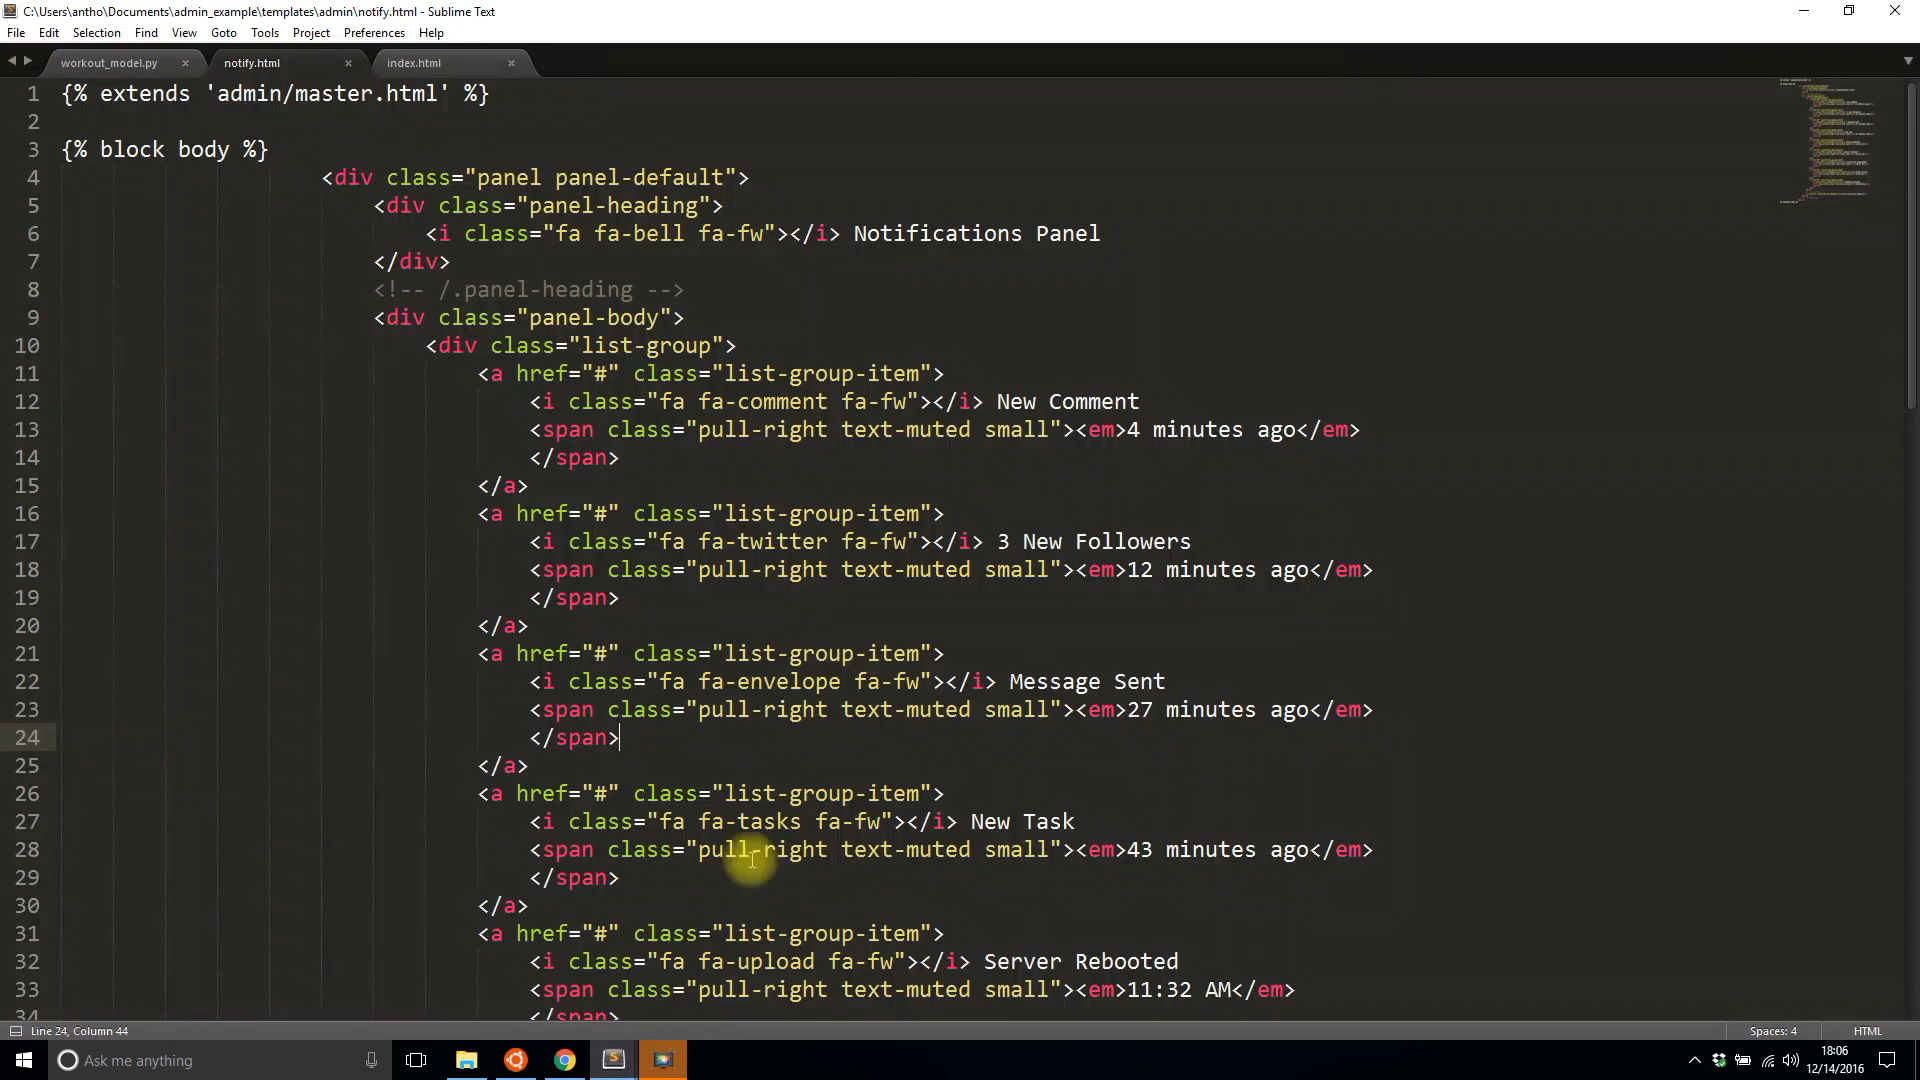 C:\Users\antho\Documents\admin_example\templates\admin\notify.html - Sublime Text
File Edit Selection Find View Goto Tools Project Preferences Help
workout_model.py × notify.html × index.html ×
1 {% extends 'admin/master.html' %}
2
3 {% block body %}
4 <div class="panel panel-default">
5 <div class="panel-heading">
6 <i class="fa fa-bell fa-fw"></i> Notifications Panel
7 </div>
8 <!-- /.panel-heading -->
9 <div class="panel-body">
10 <div class="list-group">
11 <a href="#" class="list-group-item">
12 <i class="fa fa-comment fa-fw"></i> New Comment
13 <span class="pull-right text-muted small"><em>4 minutes ago</em>
14 </span>
15 </a>
16 <a href="#" class="list-group-item">
17 <i class="fa fa-twitter fa-fw"></i> 3 New Followers
18 <span class="pull-right text-muted small"><em>12 minutes ago</em>
19 </span>
20 </a>
21 <a href="#" class="list-group-item">
22 <i class="fa fa-envelope fa-fw"></i> Message Sent
23 <span class="pull-right text-muted small"><em>27 minutes ago</em>
24 </span>
25 </a>
26 <a href="#" class="list-group-item">
27 <i class="fa fa-tasks fa-fw"></i> New Task
28 <span class="pull-right text-muted small"><em>43 minutes ago</em>
29 </span>
30 </a>
31 <a href="#" class="list-group-item">
32 <i class="fa fa-upload fa-fw"></i> Server Rebooted
33 <span class="pull-right text-muted small"><em>11:32 AM</em>
34 </span>
Line 24, Column 44 Spaces: 4 HTML
Ask me anything
18:06
12/14/2016